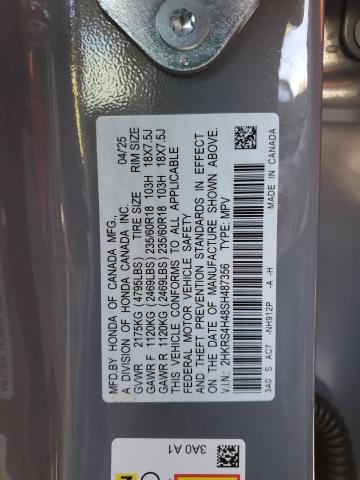 MFD.BY HONDA OF CANADA MFG.,
A DIVISION OF HONDA CANADA INC. 04/25
TIRE SIZE RIM SIZE
GVWR 2175KG (4795LBS)
GAWR F 1120KG (2469LBS) 235/60R18 103H 18X7.5J
GAWR R 1120KG (2469LBS) 235/60R18 103H 18X7.5J
THIS VEHICLE CONFORMS TO ALL APPLICABLE
FEDERAL MOTOR VEHICLE SAFETY
AND THEFT PREVENTION STANDARDS IN EFFECT
ON THE DATE OF MANUFACTURE SHOWN ABOVE.
V.I.N.: 2HKRS4H48SH487356 TYPE: MPV
3A0 S AC7 -NH912P -A -H MADE IN CANADA
3A0 A1